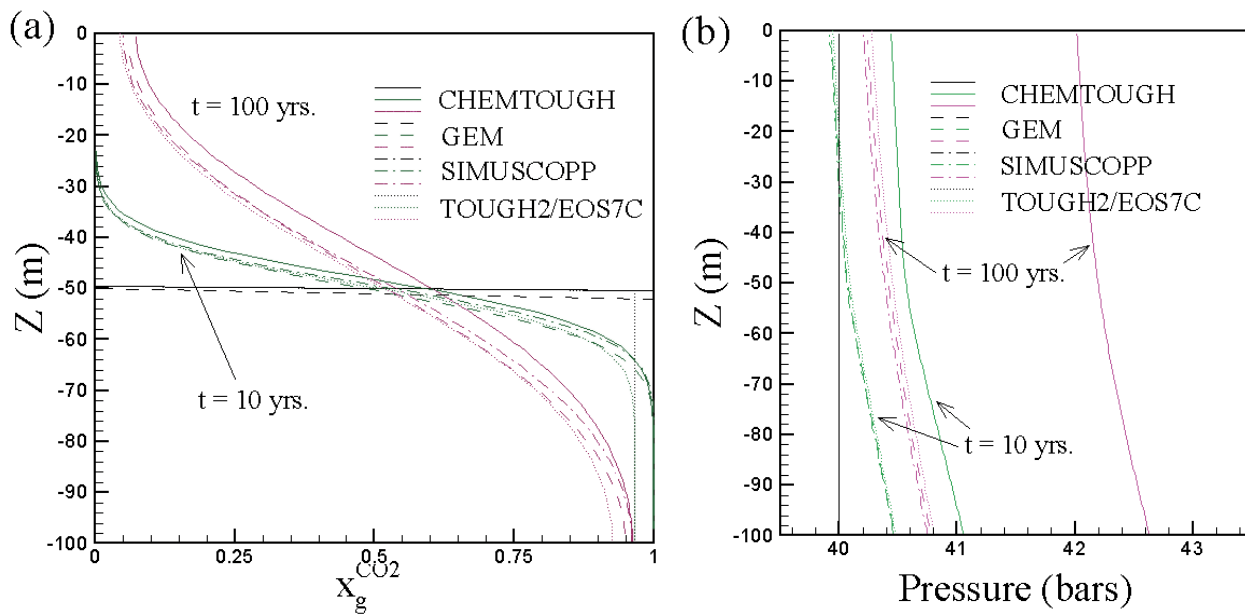 (a)
0
-10
-20
-30
-40
-50
-60
-70
-80
-90
-100
Z (m)
t = 100 yrs.
CHEMTOUGH
GEM
SIMUSCOPP
TOUGH2/EOS7C
t = 10 yrs.
0 0.25 0.5 0.75 1
x_g^CO2
(b)
0
-10
-20
-30
-40
-50
-60
-70
-80
-90
-100
Z (m)
CHEMTOUGH
GEM
SIMUSCOPP
TOUGH2/EOS7C
t = 100 yrs.
t = 10 yrs.
40 41 42 43
Pressure (bars)